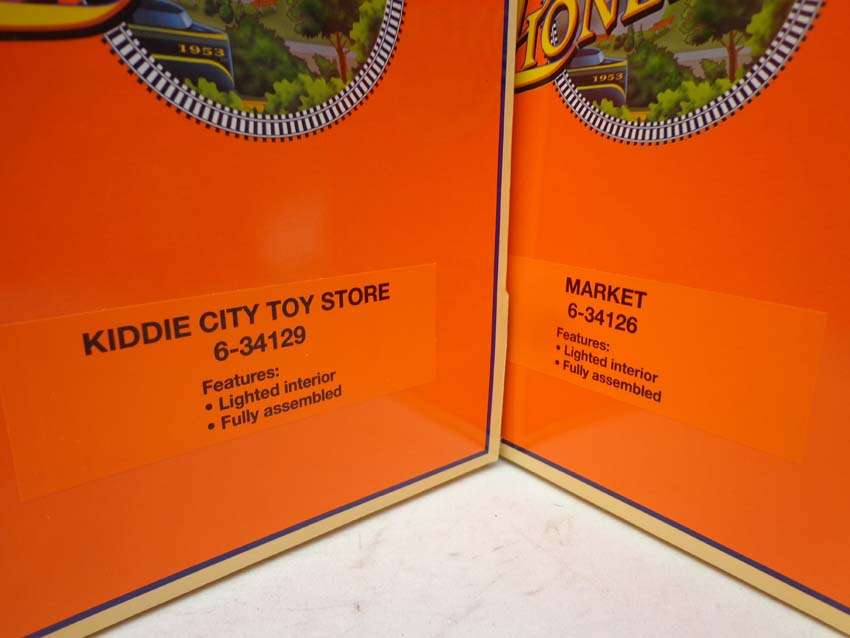 1953
KIDDIE CITY TOY STORE
6-34129
Features:
• Lighted interior
• Fully assembled
1953
MARKET
6-34126
Features:
• Lighted interior
• Fully assembled